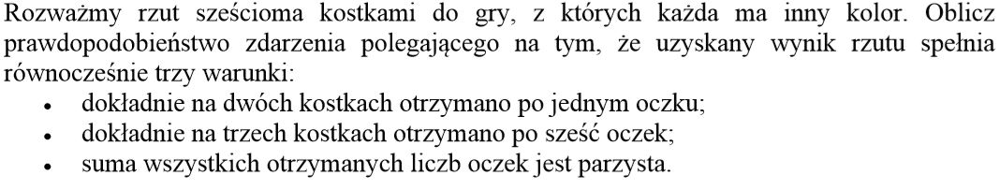 Rozważmy rzut sześcioma kostkami do gry, z których każda ma inny kolor. Oblicz
prawdopodobieństwo zdarzenia polegającego na tym, że uzyskany wynik rzutu spełnia
równocześnie trzy warunki:
• dokładnie na dwóch kostkach otrzymano po jednym oczku;
• dokładnie na trzech kostkach otrzymano po sześć oczek;
• suma wszystkich otrzymanych liczb oczek jest parzysta.